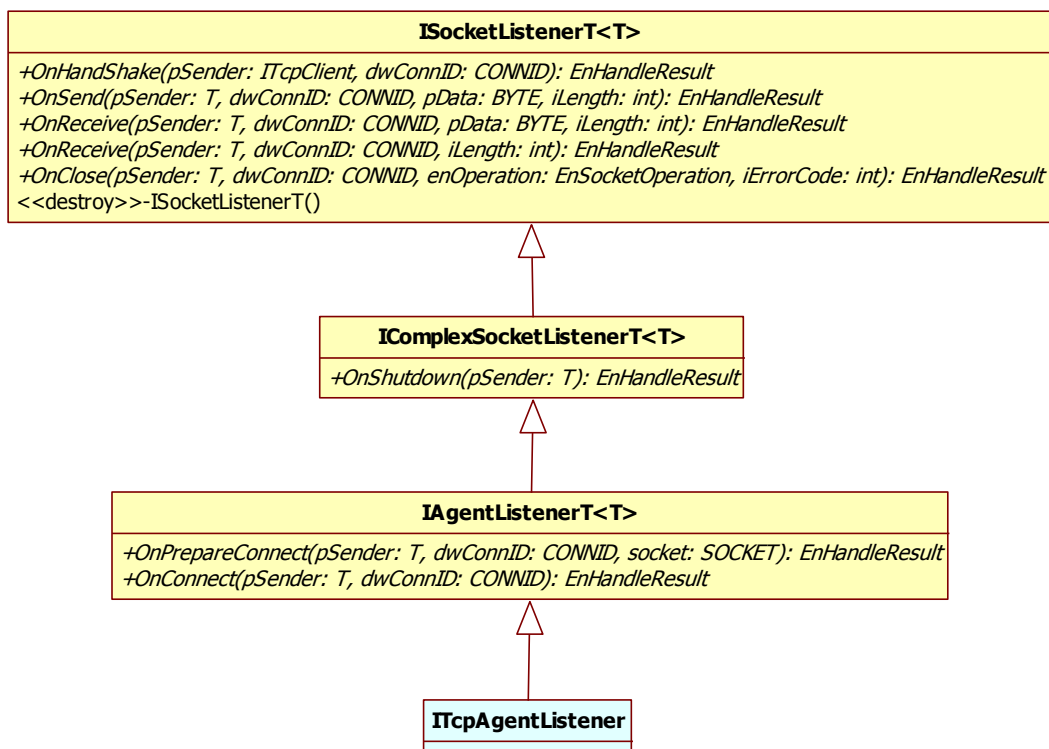 ISocketListenerT<T>
+OnHandShake(pSender: ITcpClient, dwConnID: CONNID): EnHandleResult
+OnSend(pSender: T, dwConnID: CONNID, pData: BYTE, iLength: int): EnHandleResult
+OnReceive(pSender: T, dwConnID: CONNID, pData: BYTE, iLength: int): EnHandleResult
+OnReceive(pSender: T, dwConnID: CONNID, iLength: int): EnHandleResult
+OnClose(pSender: T, dwConnID: CONNID, enOperation: EnSocketOperation, iErrorCode: int): EnHandleResult
<<destroy>>-ISocketListenerT()
IComplexSocketListenerT<T>
+OnShutdown(pSender: T): EnHandleResult
IAgentListenerT<T>
+OnPrepareConnect(pSender: T, dwConnID: CONNID, socket: SOCKET): EnHandleResult
+OnConnect(pSender: T, dwConnID: CONNID): EnHandleResult
ITcpAgentListener